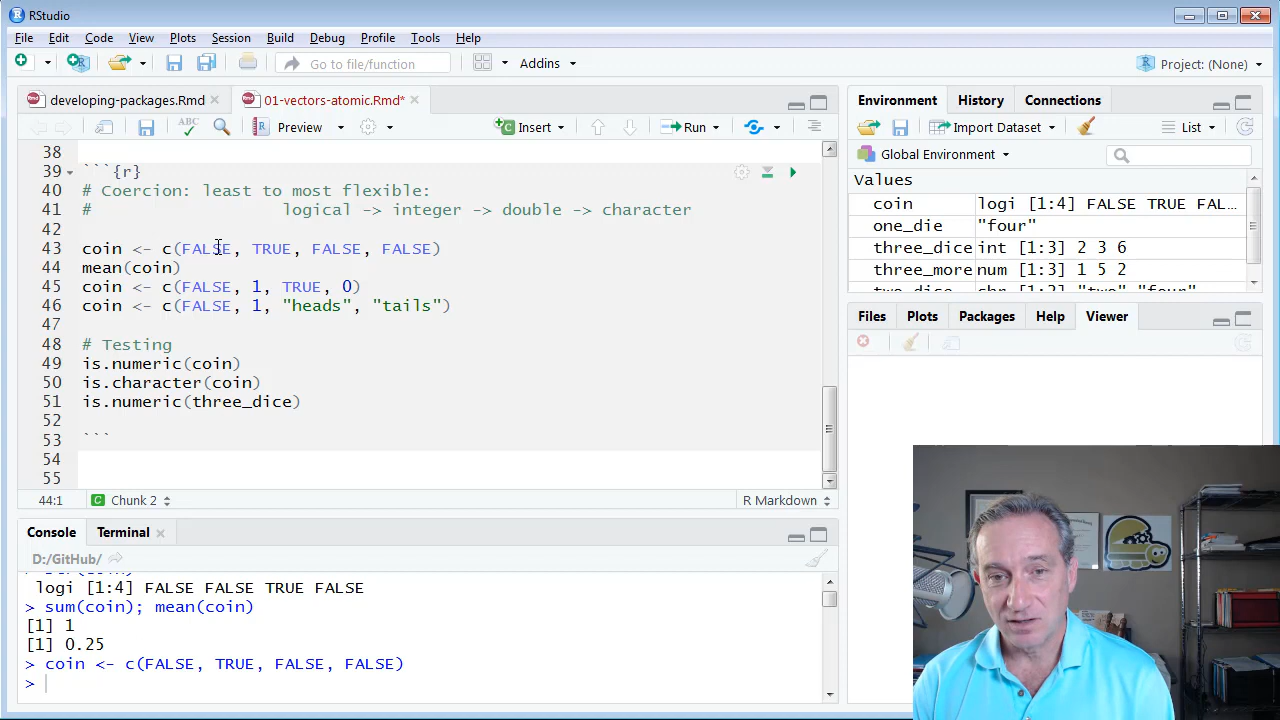 RStudio
File Edit Code View Plots Session Build Debug Profile Tools Help
Go to file/function Addins Project: (None)
developing-packages.Rmd 01-vectors-atomic.Rmd*
ABC Preview Insert Run
38
39 ```{r}
40 # Coercion: least to most flexible:
41 # logical -> integer -> double -> character
42
43 coin <- c(FALSE, TRUE, FALSE, FALSE)
44 mean(coin)
45 coin <- c(FALSE, 1, TRUE, 0)
46 coin <- c(FALSE, 1, "heads", "tails")
47
48 # Testing
49 is.numeric(coin)
50 is.character(coin)
51 is.numeric(three_dice)
52
53 ```
54
55
44:1 Chunk 2 R Markdown
Console Terminal
D:/GitHub/
logi [1:4] FALSE FALSE TRUE FALSE
> sum(coin); mean(coin)
[1] 1
[1] 0.25
> coin <- c(FALSE, TRUE, FALSE, FALSE)
>
Environment History Connections
Import Dataset List
Global Environment
Values
coin logi [1:4] FALSE TRUE FAL…
one_die "four"
three_dice int [1:3] 2 3 6
three_more num [1:3] 1 5 2
two_dice chr [1:2] "two" "four"
Files Plots Packages Help Viewer